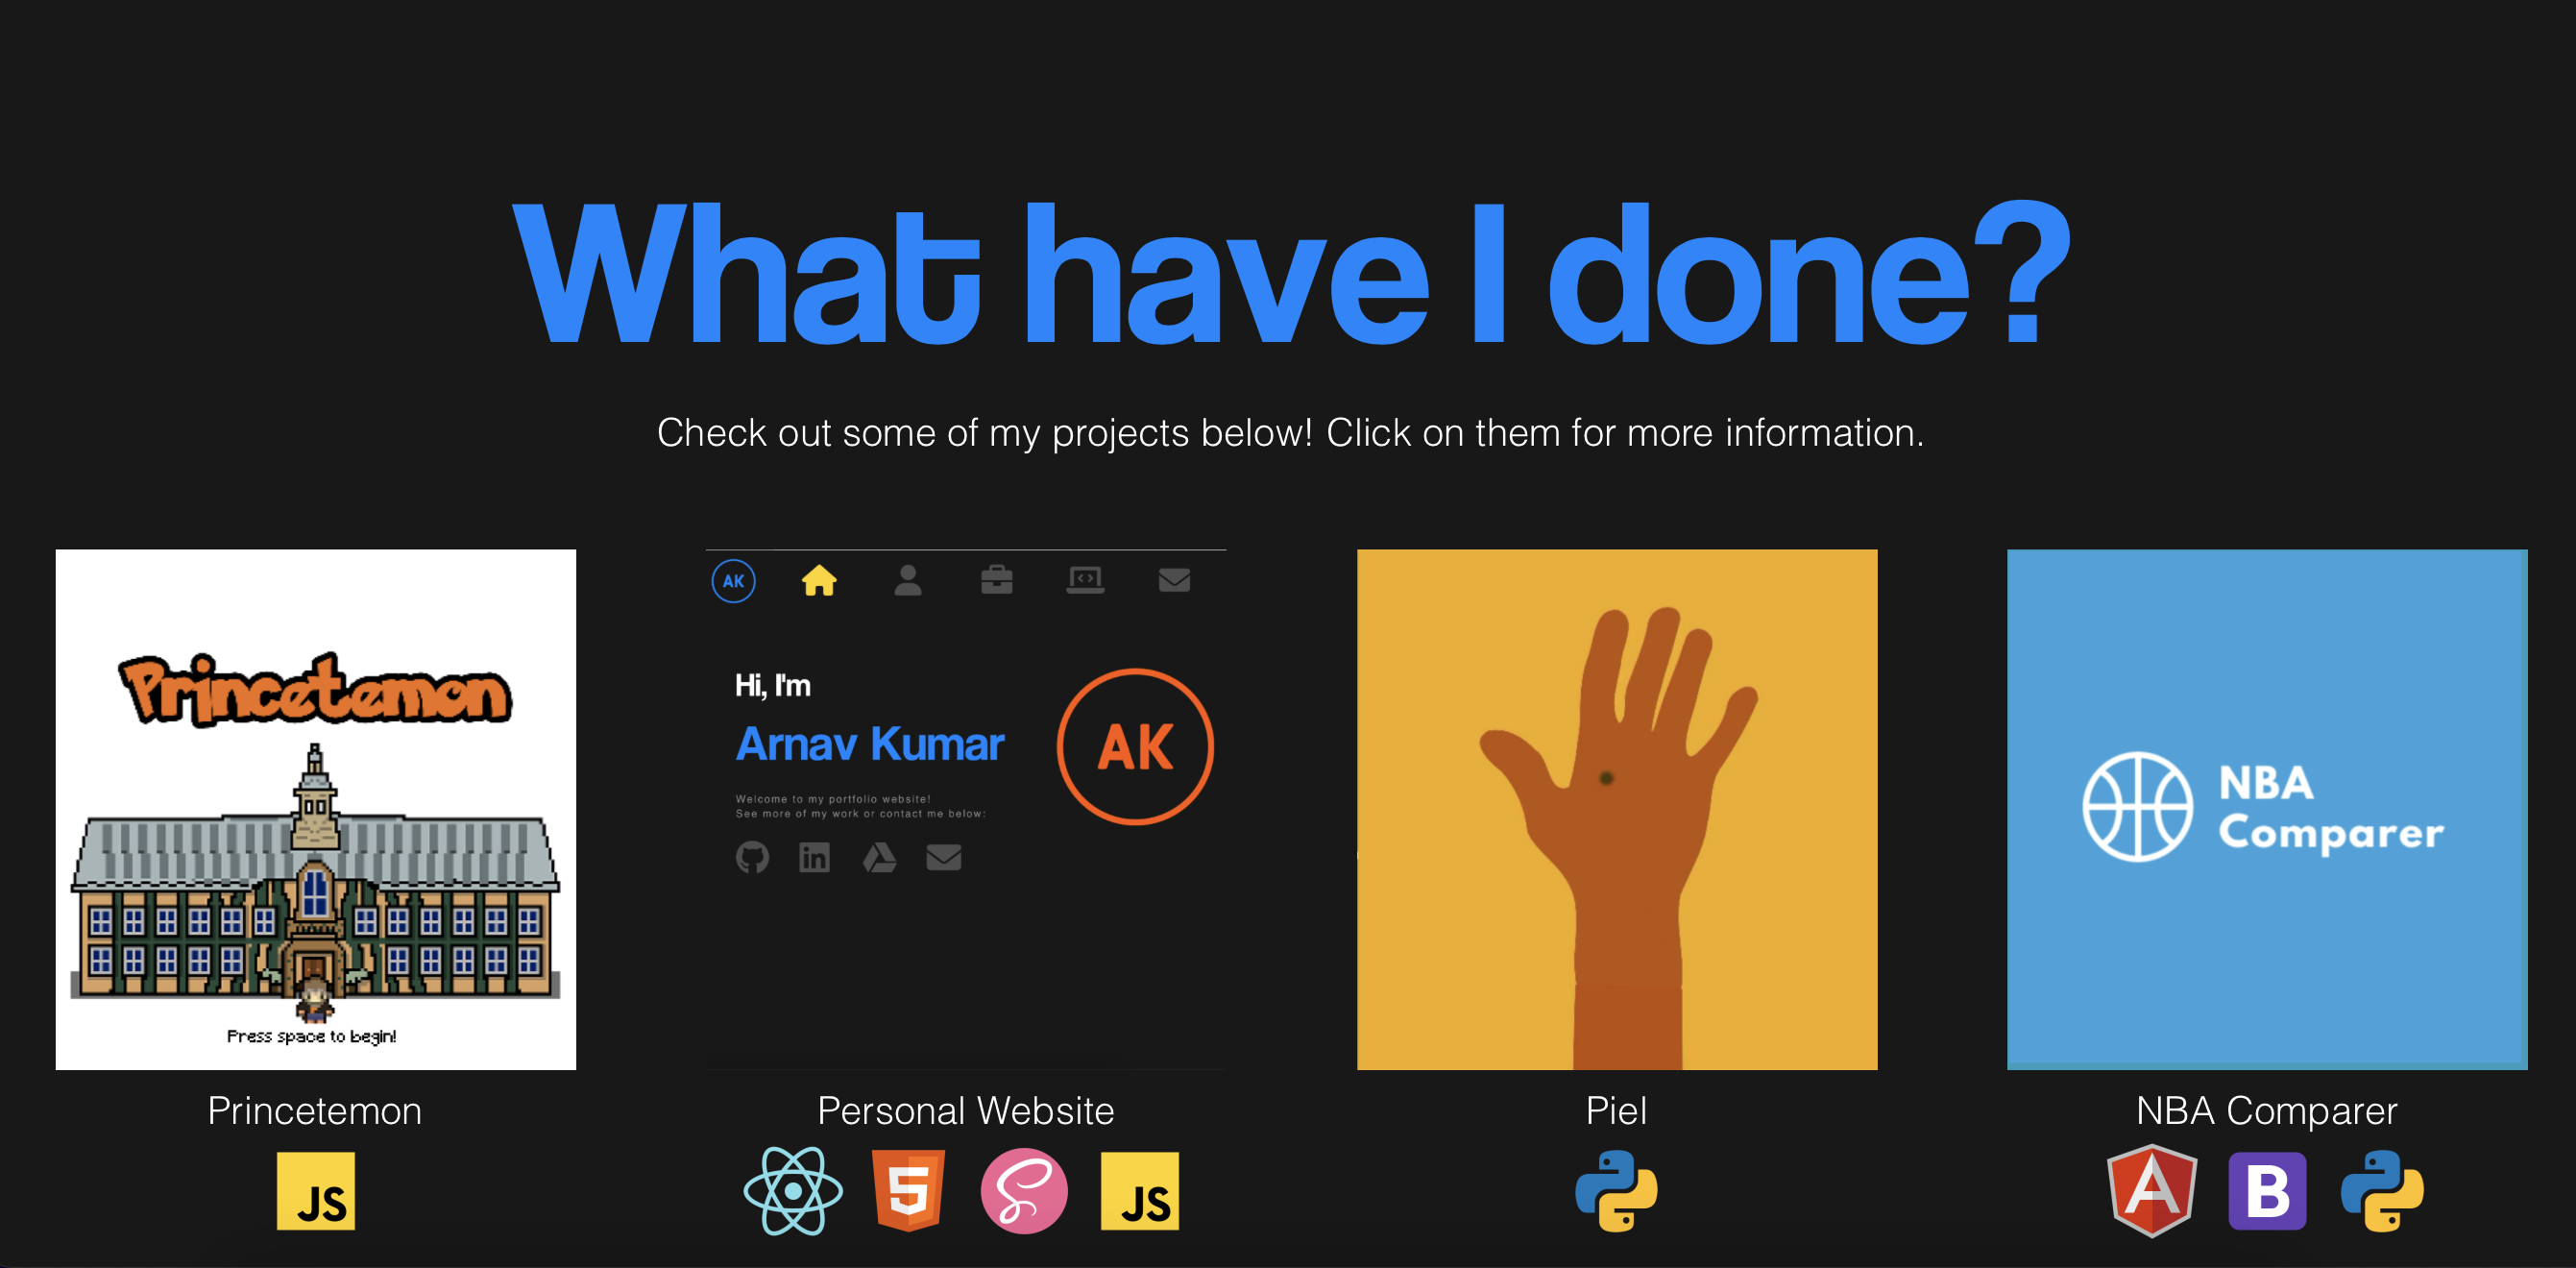 What have I done?
Check out some of my projects below! Click on them for more information.
Princetemon
Press space to begin!
Princetemon
JS
AK
Hi, I'm
Arnav Kumar
AK
Welcome to my portfolio website!
See more of my work or contact me below:
in
Personal Website
5
S
JS
Piel
NBA
Comparer
NBA Comparer
A
B